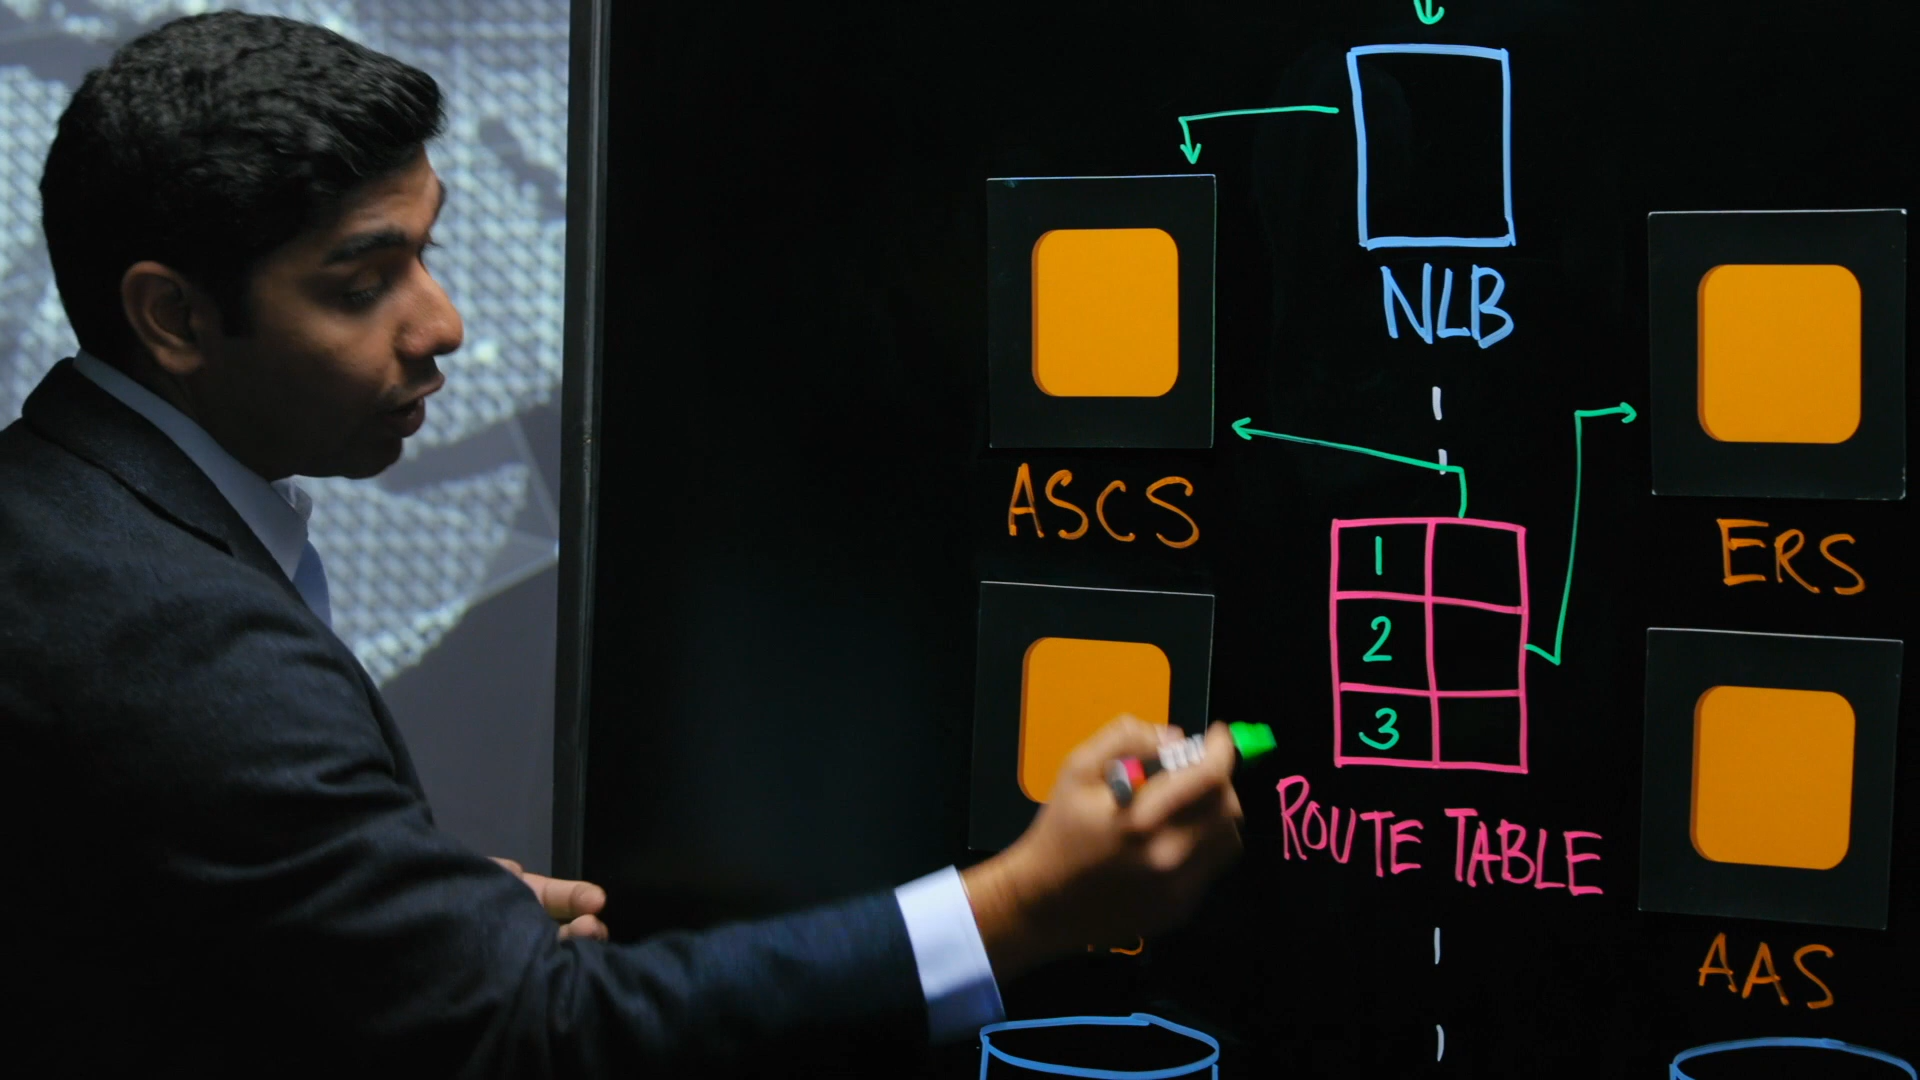 NLB
ASCS
ERS
1
2
3
ROUTE TABLE
AAS